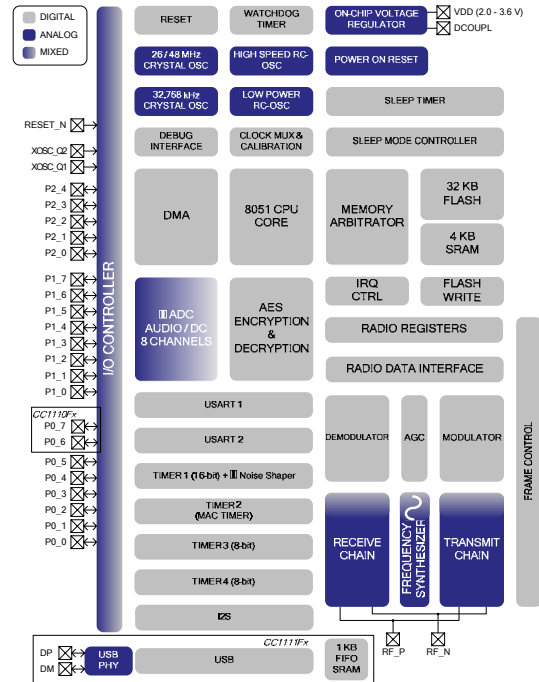 DIGITAL
ANALOG
MIXED
RESET
WATCHDOG
TIMER
ON-CHIP VOLTAGE
REGULATOR
VDD (2.0 - 3.6 V)
DCOUPL
26 / 48 MHz
CRYSTAL OSC
HIGH SPEED RC-
OSC
POWER ON RESET
32,768 kHz
CRYSTAL OSC
LOW POWER
RC-OSC
SLEEP TIMER
DEBUG
INTERFACE
CLOCK MUX &
CALIBRATION
SLEEP MODE CONTROLLER
RESET_N
XOSC_Q2
XOSC_Q1
P2_4
P2_3
P2_2
P2_1
P2_0
P1_7
P1_6
P1_5
P1_4
P1_3
P1_2
P1_1
P1_0
CC1110Fx
P0_7
P0_6
P0_5
P0_4
P0_3
P0_2
P0_1
P0_0
I/O CONTROLLER
DMA
8051 CPU
CORE
MEMORY
ARBITRATOR
32 KB
FLASH
4 KB
SRAM
ADC
AUDIO / DC
8 CHANNELS
AES
ENCRYPTION
&
DECRYPTION
IRQ
CTRL
FLASH
WRITE
RADIO REGISTERS
RADIO DATA INTERFACE
USART 1
USART 2
TIMER 1 (16-bit) + Noise Shaper
TIMER 2
(MAC TIMER)
TIMER 3 (8-bit)
TIMER 4 (8-bit)
I2S
DEMODULATOR
AGC
MODULATOR
RECEIVE
CHAIN
FREQUENCY
SYNTHESIZER
TRANSMIT
CHAIN
FRAME CONTROL
RF_P
RF_N
CC1111Fx
DP
DM
USB
PHY
USB
1 KB
FIFO
SRAM